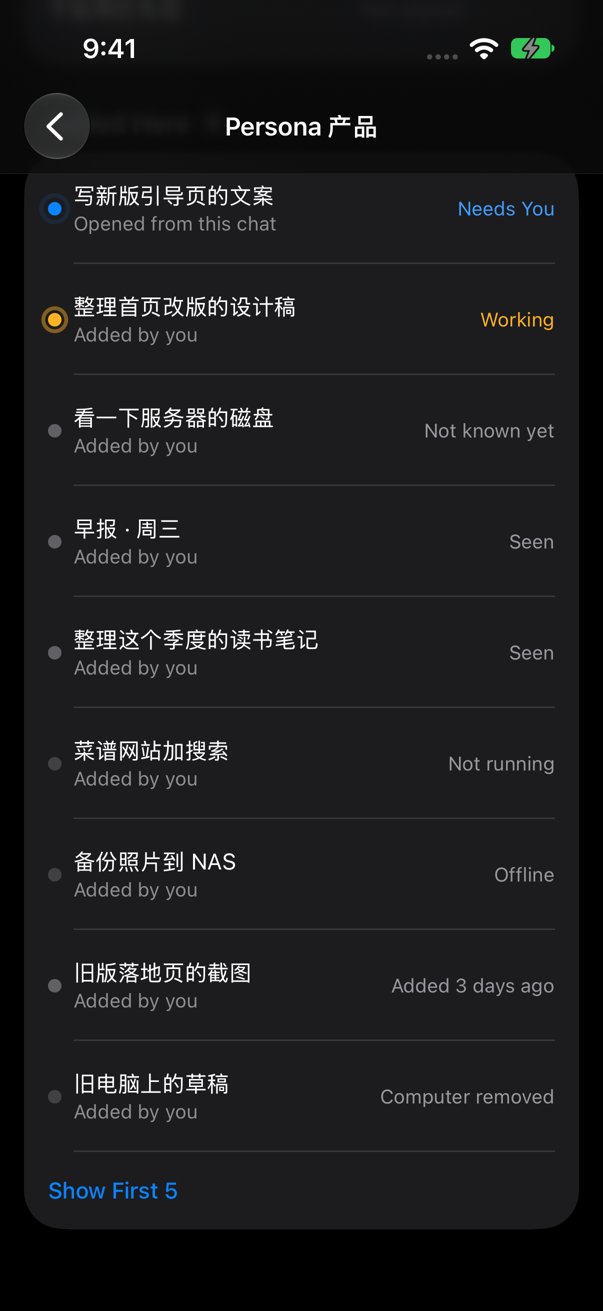 9:41
Persona 产品
写新版引导页的文案
Opened from this chat
Needs You
整理首页改版的设计稿
Added by you
Working
看一下服务器的磁盘
Added by you
Not known yet
早报 · 周三
Added by you
Seen
整理这个季度的读书笔记
Added by you
Seen
菜谱网站加搜索
Added by you
Not running
备份照片到 NAS
Added by you
Offline
旧版落地页的截图
Added by you
Added 3 days ago
旧电脑上的草稿
Added by you
Computer removed
Show First 5